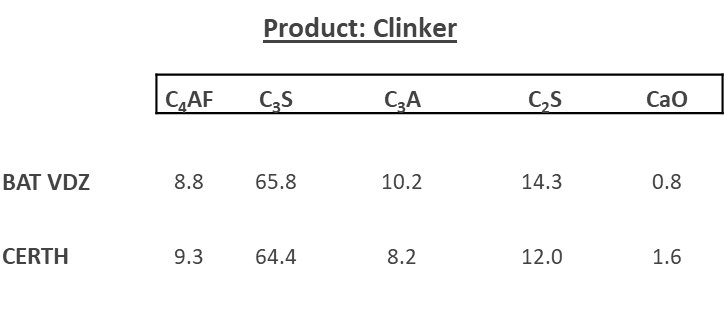 Product: Clinker
C₄AF C₃S C₃A C₂S CaO
BAT VDZ 8.8 65.8 10.2 14.3 0.8
CERTH 9.3 64.4 8.2 12.0 1.6